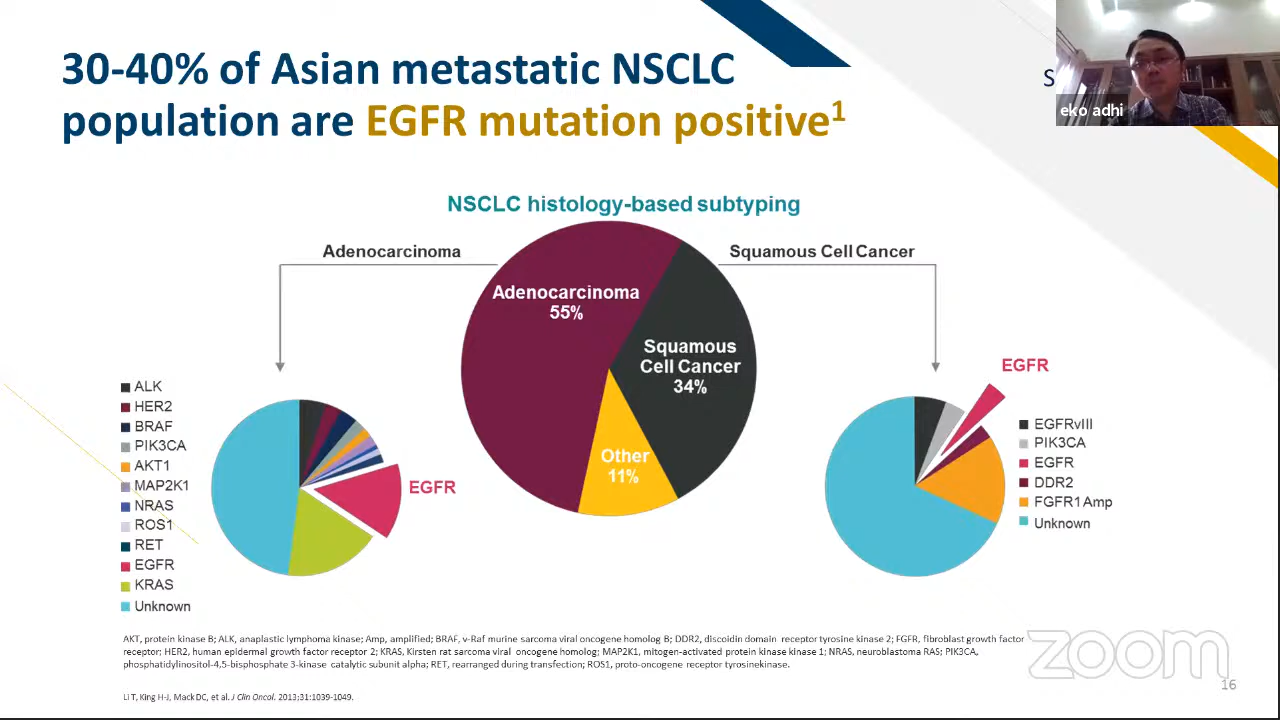 30-40% of Asian metastatic NSCLC
population are EGFR mutation positive1
S
eko adhi
NSCLC histology-based subtyping
Adenocarcinoma
Squamous Cell Cancer
Adenocarcinoma
55%
Squamous
Cell Cancer
34%
Other
11%
ALK
HER2
BRAF
PIK3CA
AKT1
MAP2K1
NRAS
ROS1
RET
EGFR
KRAS
Unknown
EGFR
EGFR
EGFRvIII
PIK3CA
EGFR
DDR2
FGFR1Amp
Unknown
AKT, protein kinase B; ALK, anaplastic lymphoma kinase; Amp, amplified; BRAF, v-Raf murine sarcoma viral oncogene homolog B; DDR2, discoidin domain receptor tyrosine kinase 2; FGFR, fibroblast growth factor
receptor; HER2, human epidermal growth factor receptor 2; KRAS, Kirsten rat sarcoma viral oncogene homolog; MAP2K1, mitogen-activated protein kinase kinase 1; NRAS, neuroblastoma RAS; PIK3CA,
phosphatidylinositol-4,5-bisphosphate 3-kinase catalytic subunit alpha; RET, rearranged during transfection; ROS1, proto-oncogene receptor tyrosinekinase.
Li T, King H-J, Mack DC, et al. J Clin Oncol. 2013;31:1039-1049.
zoom
16